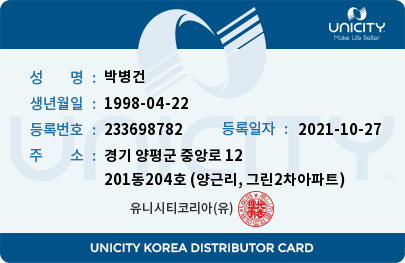 UNICITY
Make Life Better
성 명 : 박병건
생년월일 : 1998-04-22
등록번호 : 233698782 등록일자 : 2021-10-27
주 소 : 경기 양평군 중앙로 12
201동204호 (양근리, 그린2차아파트)
유니시티코리아(유)
UNICITY
TM
UNICITY KOREA DISTRIBUTOR CARD